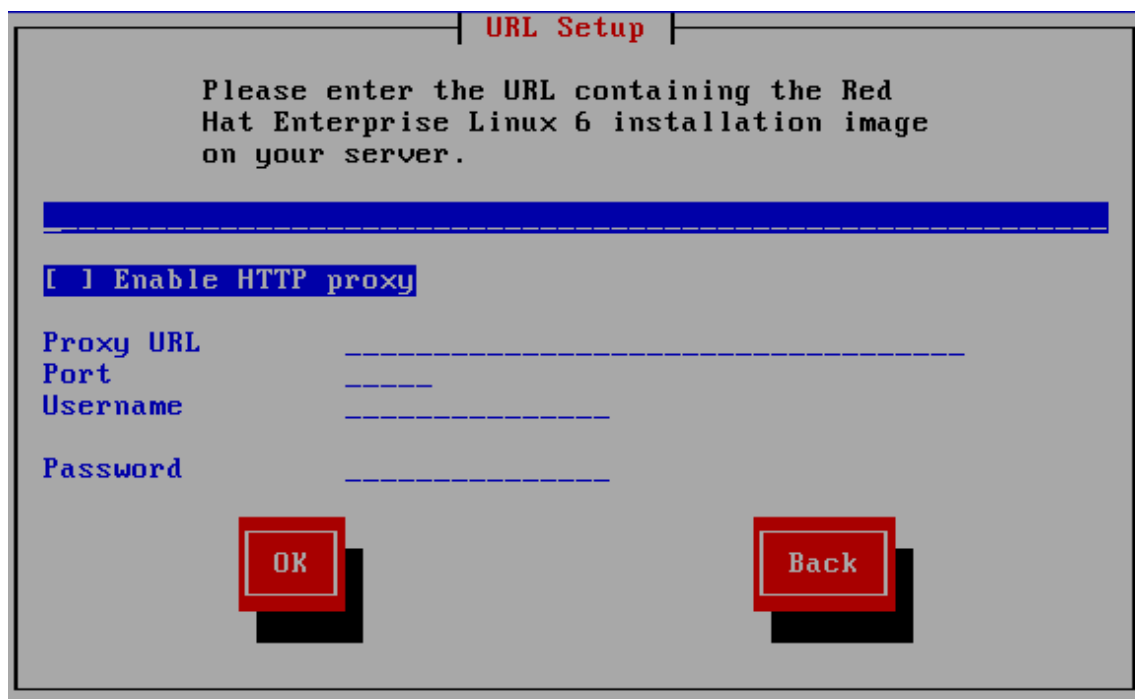 URL Setup
Please enter the URL containing the Red
Hat Enterprise Linux 6 installation image
on your server.
[ ] Enable HTTP proxy
Proxy URL
Port
Username
Password
OK
Back